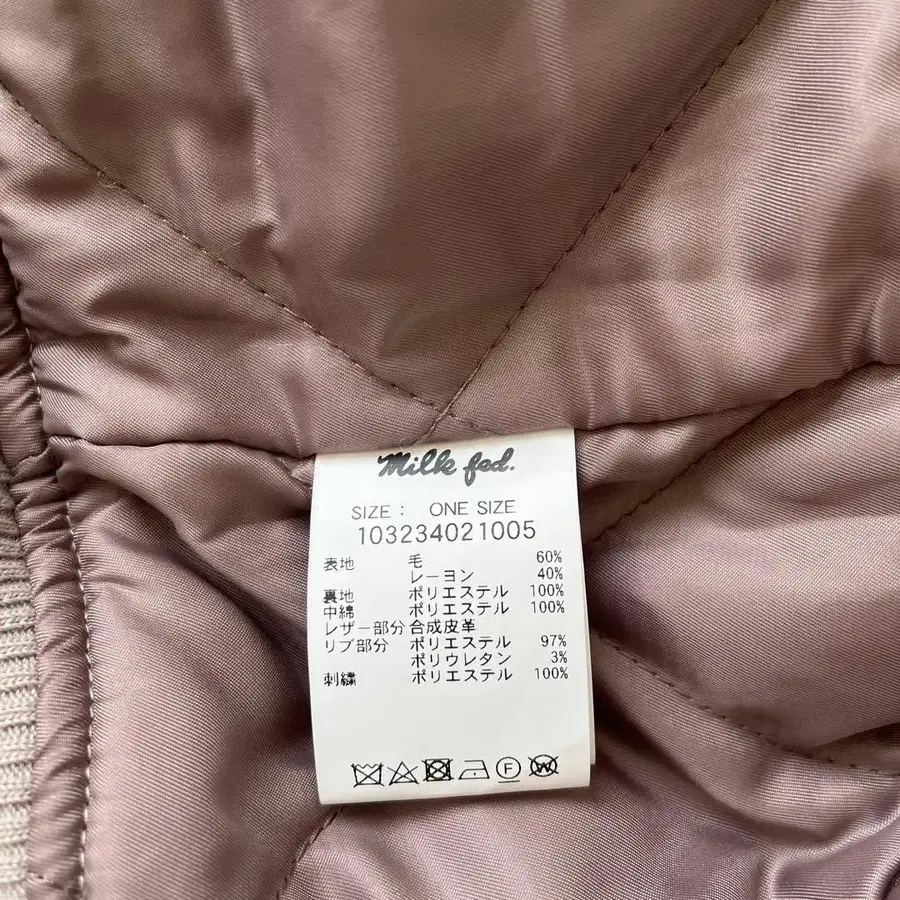 Milk fed.
SIZE : ONE SIZE
103234021005
表地 毛 60%
レーヨン 40%
裏地 ポリエステル 100%
中綿 ポリエステル 100%
レザー部分 合成皮革
リブ部分 ポリエステル 97%
ポリウレタン 3%
刺繍 ポリエステル 100%
F W